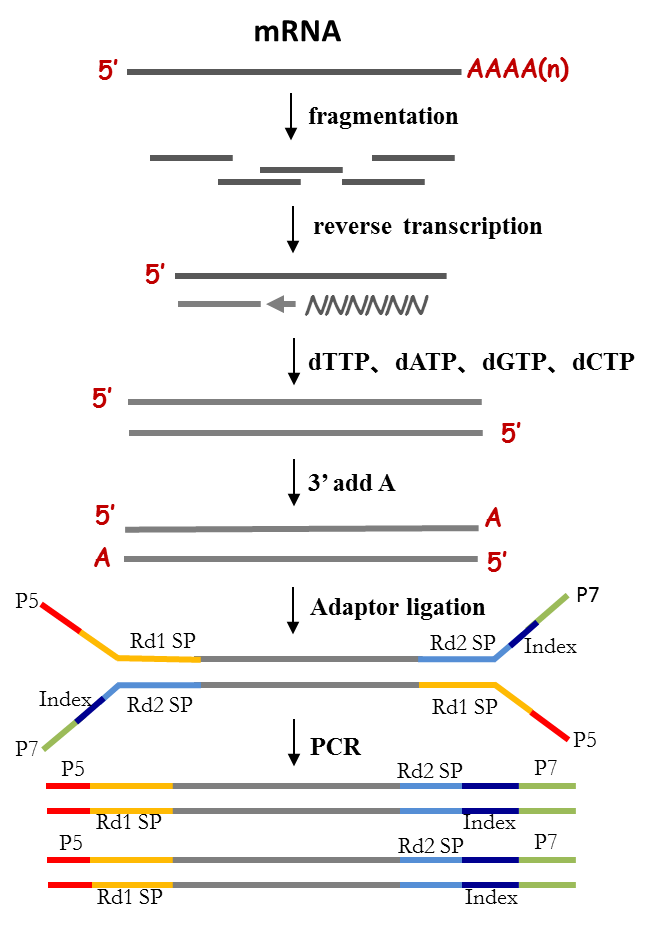 mRNA
5' AAAA(n)
fragmentation
reverse transcription
5'
dTTP、dATP、dGTP、dCTP
5'
5'
3' add A
5' A
A 5'
Adaptor ligation
P5 P7
Rd1 SP Rd2 SP Index
Index Rd2 SP Rd1 SP
P7 P5
PCR
P5 Rd2 SP P7
Rd1 SP Index
P5 Rd2 SP P7
Rd1 SP Index